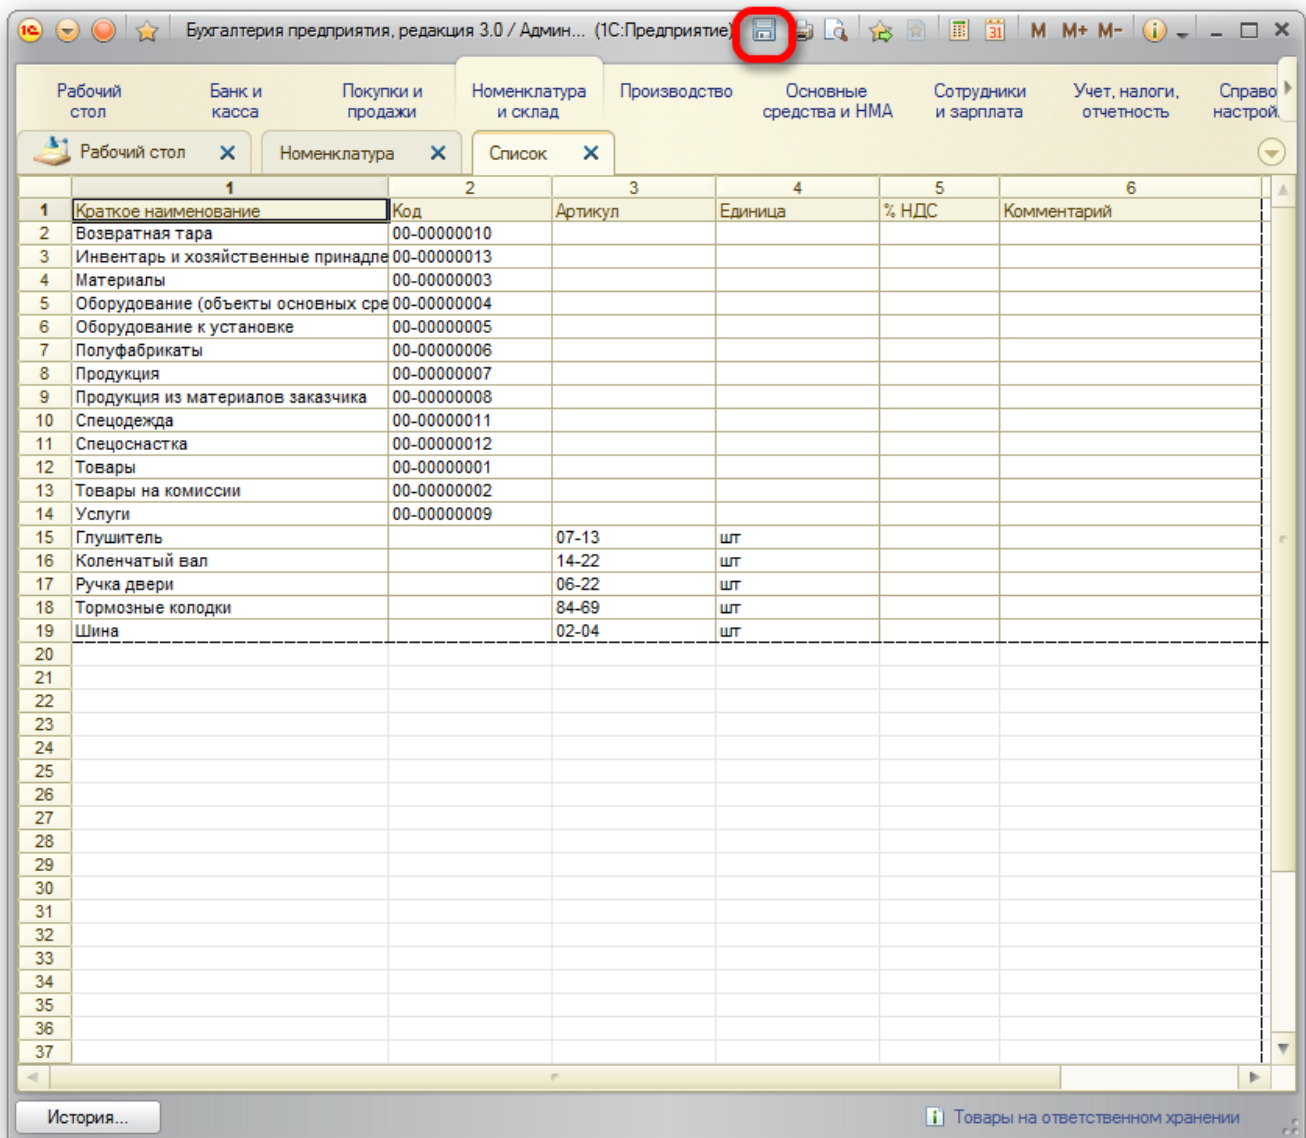 Бухгалтерия предприятия, редакция 3.0 / Админ... (1С:Предприятие) 31 M M+ M-
Рабочий стол
Банк и касса
Покупки и продажи
Номенклатура и склад
Производство
Основные средства и НМА
Сотрудники и зарплата
Учет, налоги, отчетность
Справо
настрой
Рабочий стол
Номенклатура
Список
1 2 3 4 5 6
1 Краткое наименование Код Артикул Единица % НДС Комментарий
2 Возвратная тара 00-00000010
3 Инвентарь и хозяйственные принадле 00-00000013
4 Материалы 00-00000003
5 Оборудование (объекты основных сре 00-00000004
6 Оборудование к установке 00-00000005
7 Полуфабрикаты 00-00000006
8 Продукция 00-00000007
9 Продукция из материалов заказчика 00-00000008
10 Спецодежда 00-00000011
11 Спецоснастка 00-00000012
12 Товары 00-00000001
13 Товары на комиссии 00-00000002
14 Услуги 00-00000009
15 Глушитель 07-13 шт
16 Коленчатый вал 14-22 шт
17 Ручка двери 06-22 шт
18 Тормозные колодки 84-69 шт
19 Шина 02-04 шт
20
21
22
23
24
25
26
27
28
29
30
31
32
33
34
35
36
37
История...
Товары на ответственном хранении